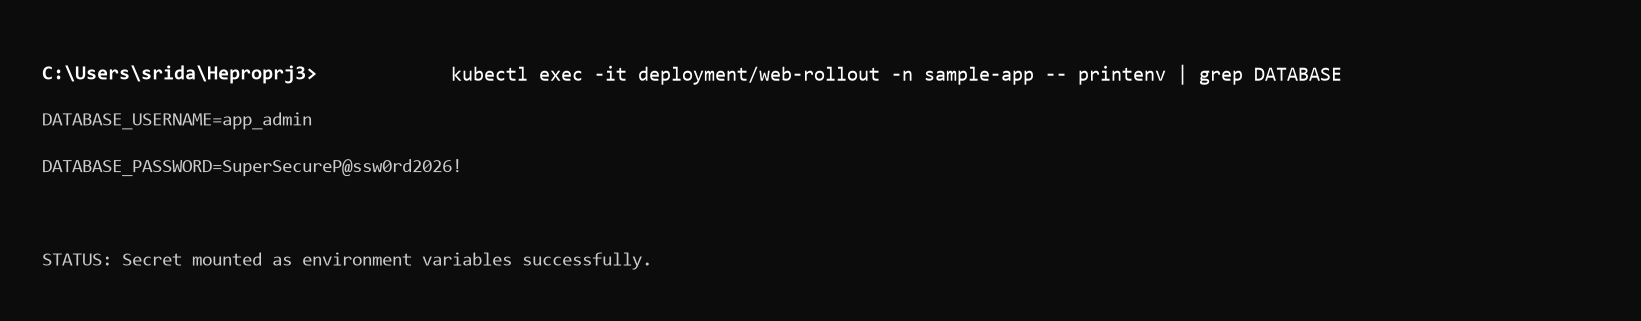 C:\Users\srida\Heproprj3> kubectl exec -it deployment/web-rollout -n sample-app -- printenv | grep DATABASE
DATABASE_USERNAME=app_admin
DATABASE_PASSWORD=SuperSecureP@ssw0rd2026!
STATUS: Secret mounted as environment variables successfully.